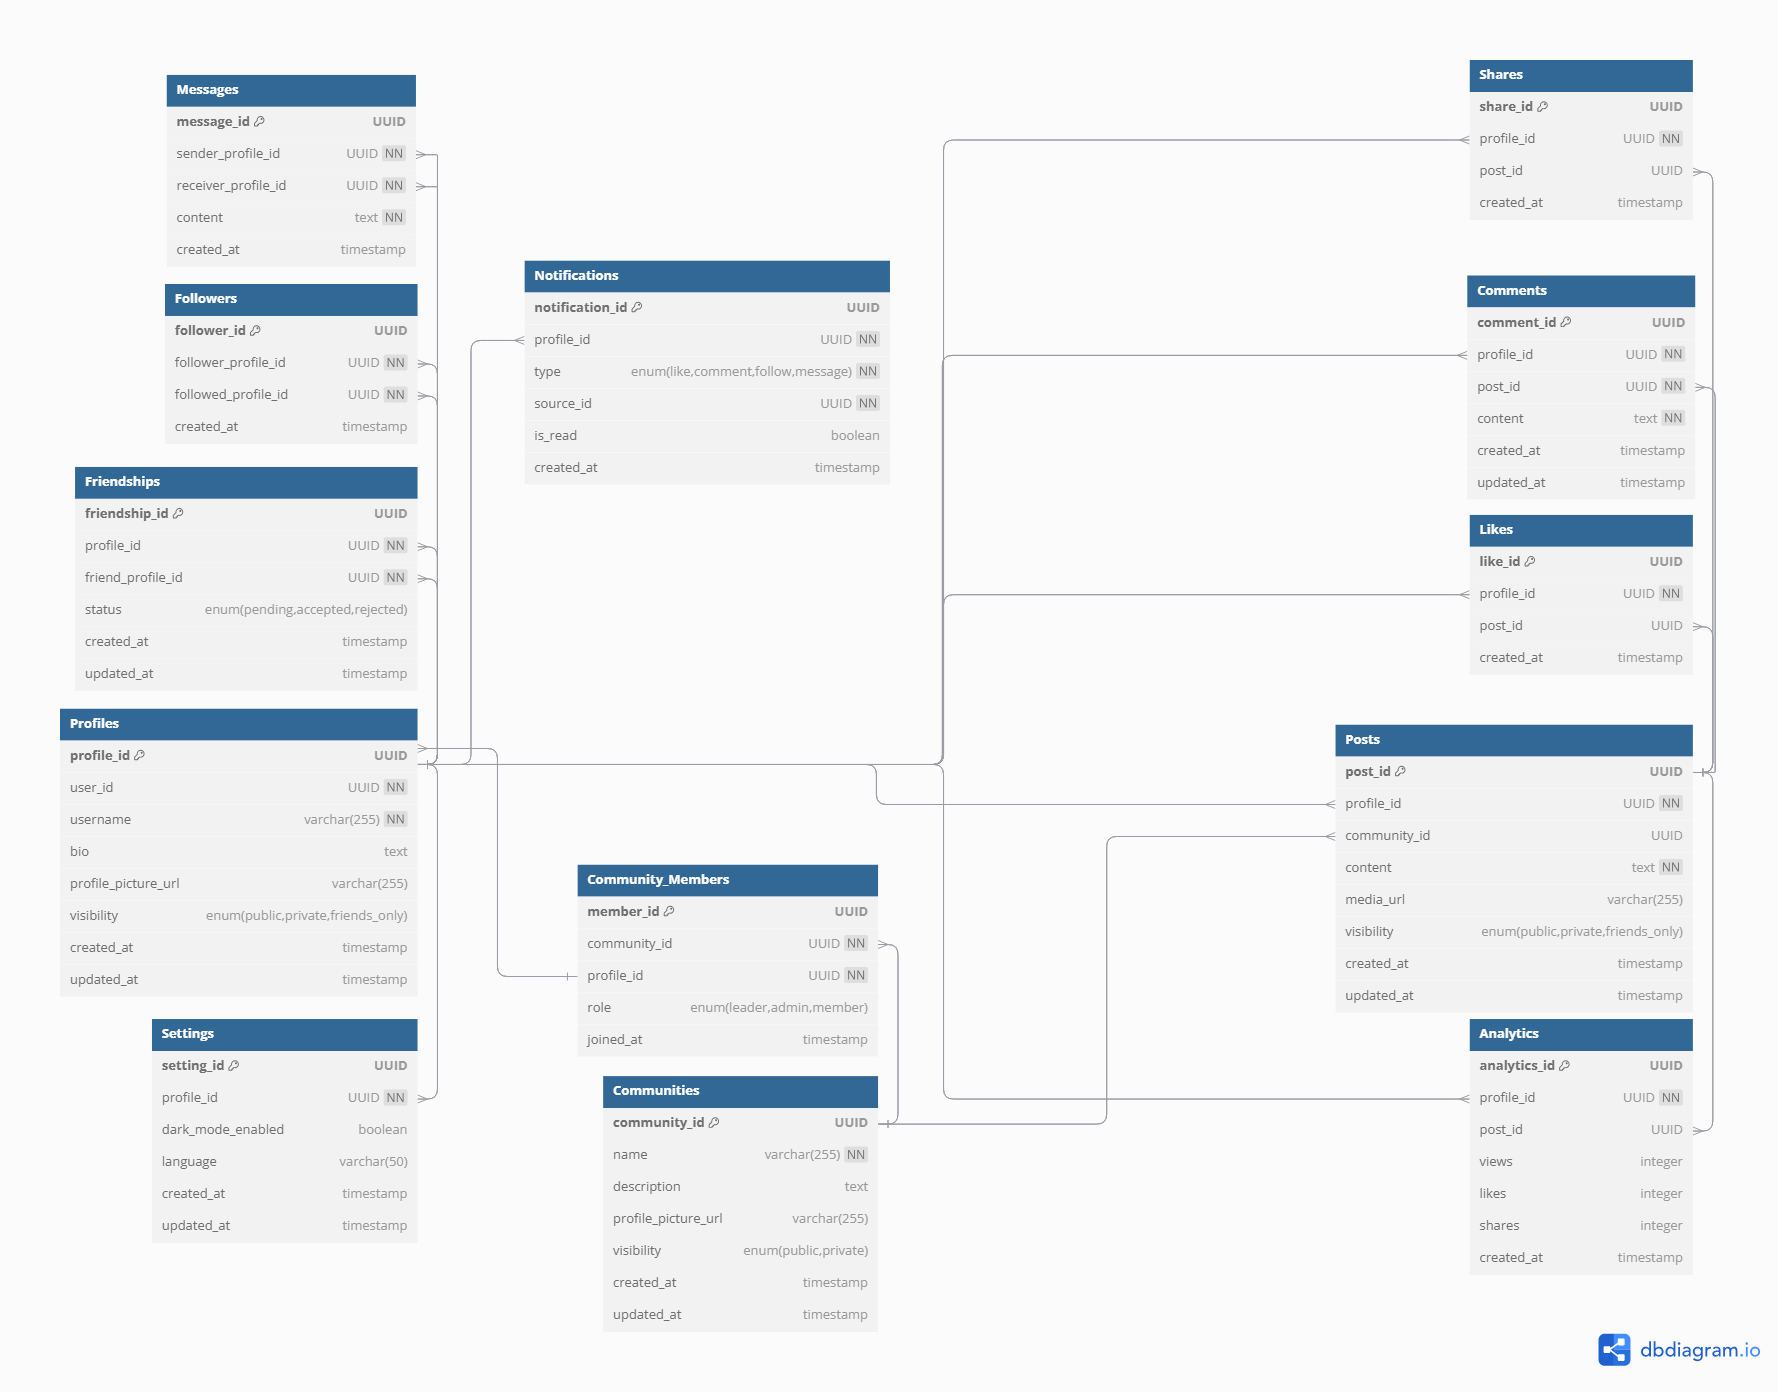 Messages
message_id UUID
sender_profile_id UUID NN
receiver_profile_id UUID NN
content text NN
created_at timestamp
Followers
follower_id UUID
follower_profile_id UUID NN
followed_profile_id UUID NN
created_at timestamp
Friendships
friendship_id UUID
profile_id UUID NN
friend_profile_id UUID NN
status enum(pending,accepted,rejected)
created_at timestamp
updated_at timestamp
Profiles
profile_id UUID
user_id UUID NN
username varchar(255) NN
bio text
profile_picture_url varchar(255)
visibility enum(public,private,friends_only)
created_at timestamp
updated_at timestamp
Settings
setting_id UUID
profile_id UUID NN
dark_mode_enabled boolean
language varchar(50)
created_at timestamp
updated_at timestamp
Notifications
notification_id UUID
profile_id UUID NN
type enum(like,comment,follow,message) NN
source_id UUID NN
is_read boolean
created_at timestamp
Community_Members
member_id UUID
community_id UUID NN
profile_id UUID NN
role enum(leader,admin,member)
joined_at timestamp
Communities
community_id UUID
name varchar(255) NN
description text
profile_picture_url varchar(255)
visibility enum(public,private)
created_at timestamp
updated_at timestamp
Shares
share_id UUID
profile_id UUID NN
post_id UUID
created_at timestamp
Comments
comment_id UUID
profile_id UUID NN
post_id UUID NN
content text NN
created_at timestamp
updated_at timestamp
Likes
like_id UUID
profile_id UUID NN
post_id UUID
created_at timestamp
Posts
post_id UUID
profile_id UUID NN
community_id UUID
content text NN
media_url varchar(255)
visibility enum(public,private,friends_only)
created_at timestamp
updated_at timestamp
Analytics
analytics_id UUID
profile_id UUID NN
post_id UUID
views integer
likes integer
shares integer
created_at timestamp
dbdiagram.io